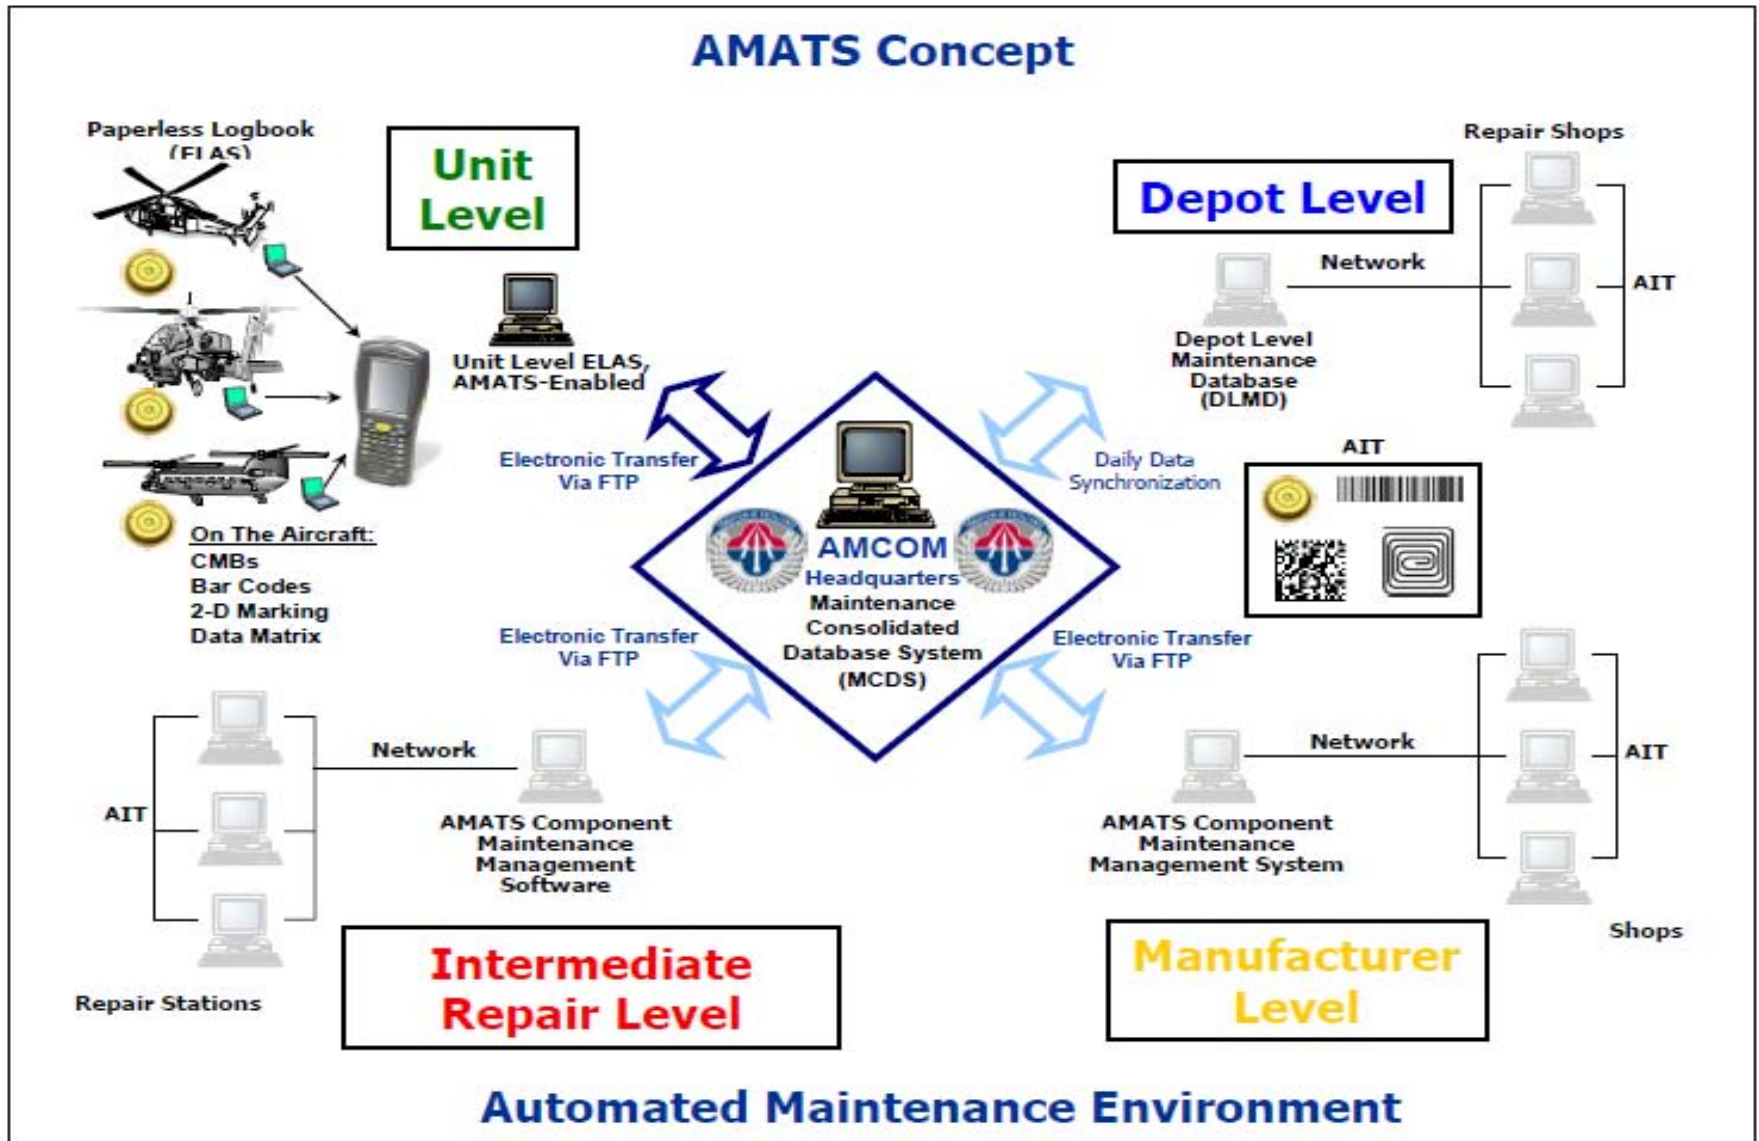 AMATS Concept
Paperless Logbook
(ELAS)
Unit
Level
Unit Level ELAS,
AMATS-Enabled
On The Aircraft:
CMBs
Bar Codes
2-D Marking
Data Matrix
Electronic Transfer
Via FTP
Depot Level
Repair Shops
Network
AIT
Depot Level
Maintenance
Database
(DLMD)
Daily Data
Synchronization
AIT
AMCOM
Headquarters
Maintenance
Consolidated
Database System
(MCDS)
Electronic Transfer
Via FTP
Network
AIT
AMATS Component
Maintenance
Management
Software
Repair Stations
Intermediate
Repair Level
Electronic Transfer
Via FTP
Network
AIT
AMATS Component
Maintenance
Management System
Shops
Manufacturer
Level
Automated Maintenance Environment